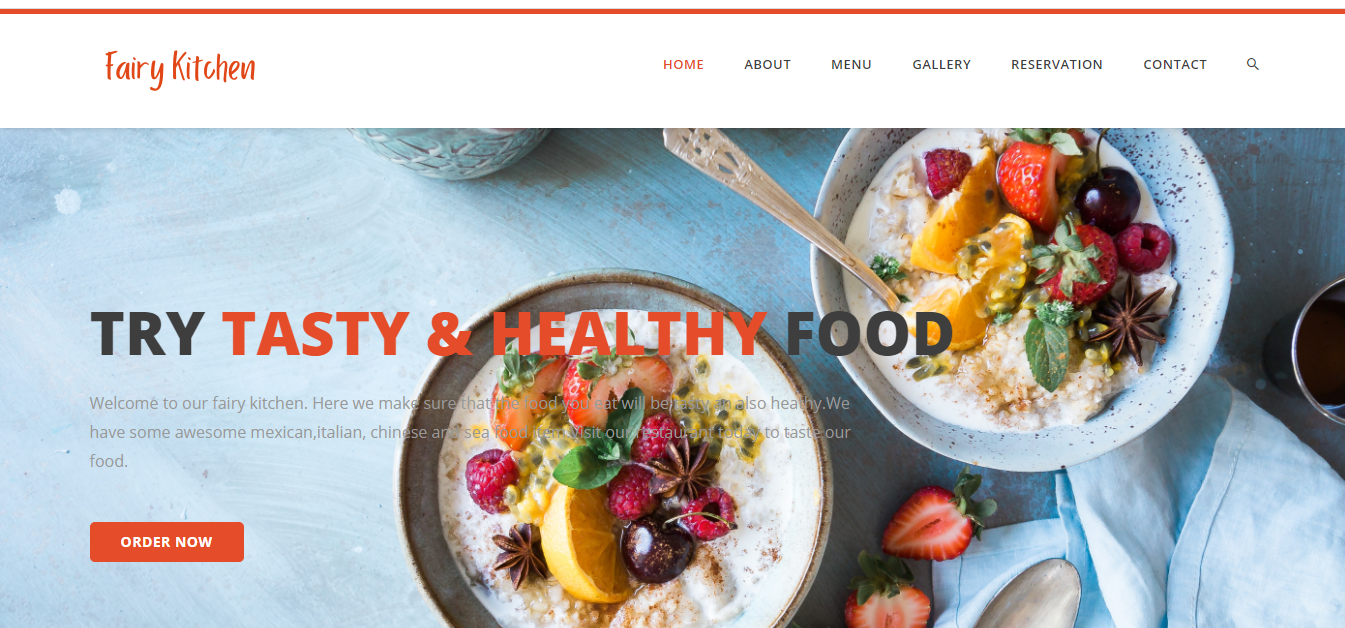 Fairy Kitchen
HOME ABOUT MENU GALLERY RESERVATION CONTACT
TRY TASTY & HEALTHY FOOD
Welcome to our fairy kitchen. Here we make sure that the food you eat will be tasty an also heathy.We
have some awesome mexican,italian, chinese and sea food item.Visit our restaurant today to taste our
food.
ORDER NOW